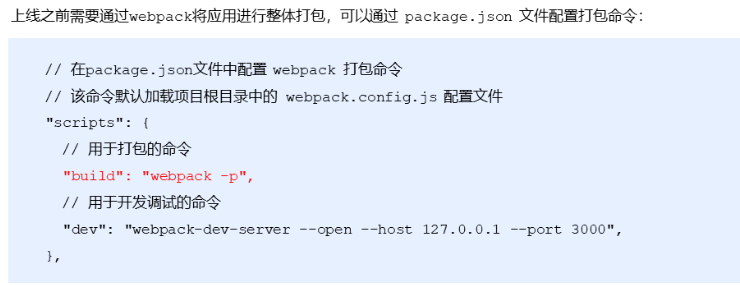 上线之前需要通过webpack将应用进行整体打包，可以通过 package.json 文件配置打包命令：
// 在package.json文件中配置 webpack 打包命令
// 该命令默认加载项目根目录中的 webpack.config.js 配置文件
"scripts": {
// 用于打包的命令
"build": "webpack -p",
// 用于开发调试的命令
"dev": "webpack-dev-server --open --host 127.0.0.1 --port 3000",
},